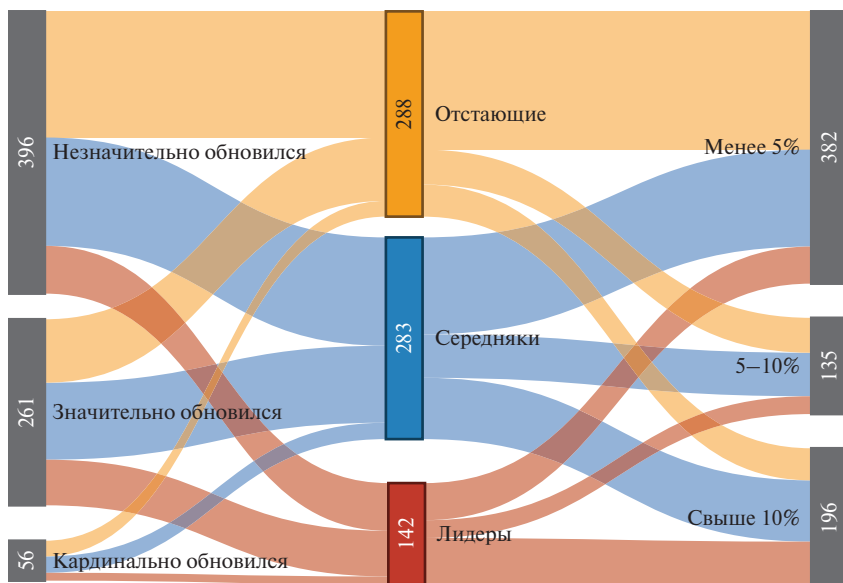 396
Незначительно обновился
261
Значительно обновился
56
Кардинально обновился
288
Отстающие
283
Середняки
142
Лидеры
Менее 5%
382
5–10%
135
Свыше 10%
196